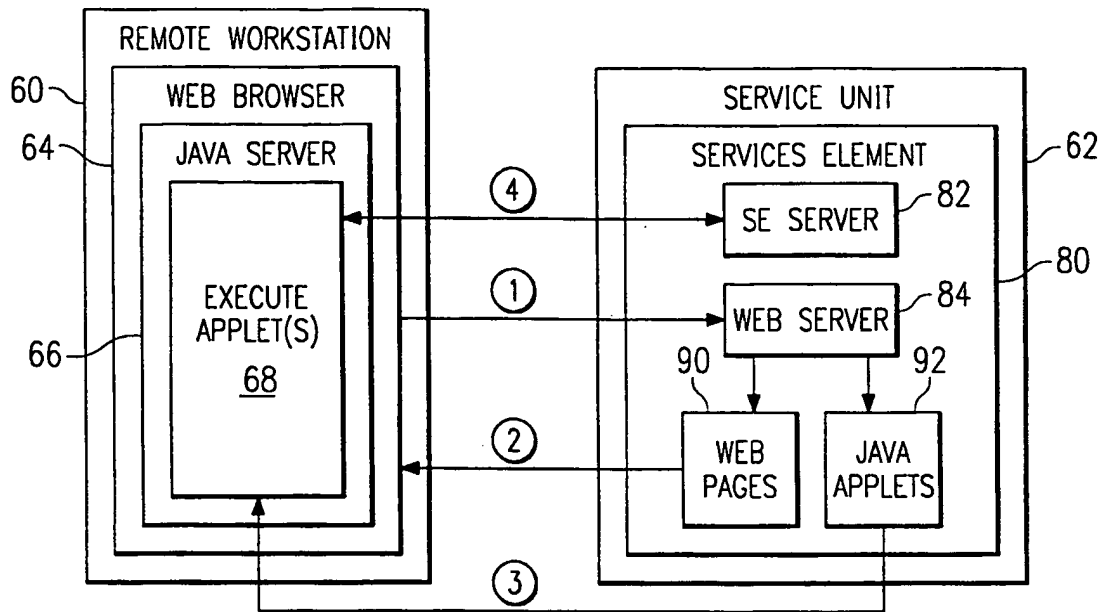 REMOTE WORKSTATION
60
WEB BROWSER
64
JAVA SERVER
66
EXECUTE
APPLET(S)
68
4
1
2
3
SERVICE UNIT
62
SERVICES ELEMENT
80
SE SERVER
82
WEB SERVER
84
90
WEB
PAGES
92
JAVA
APPLETS